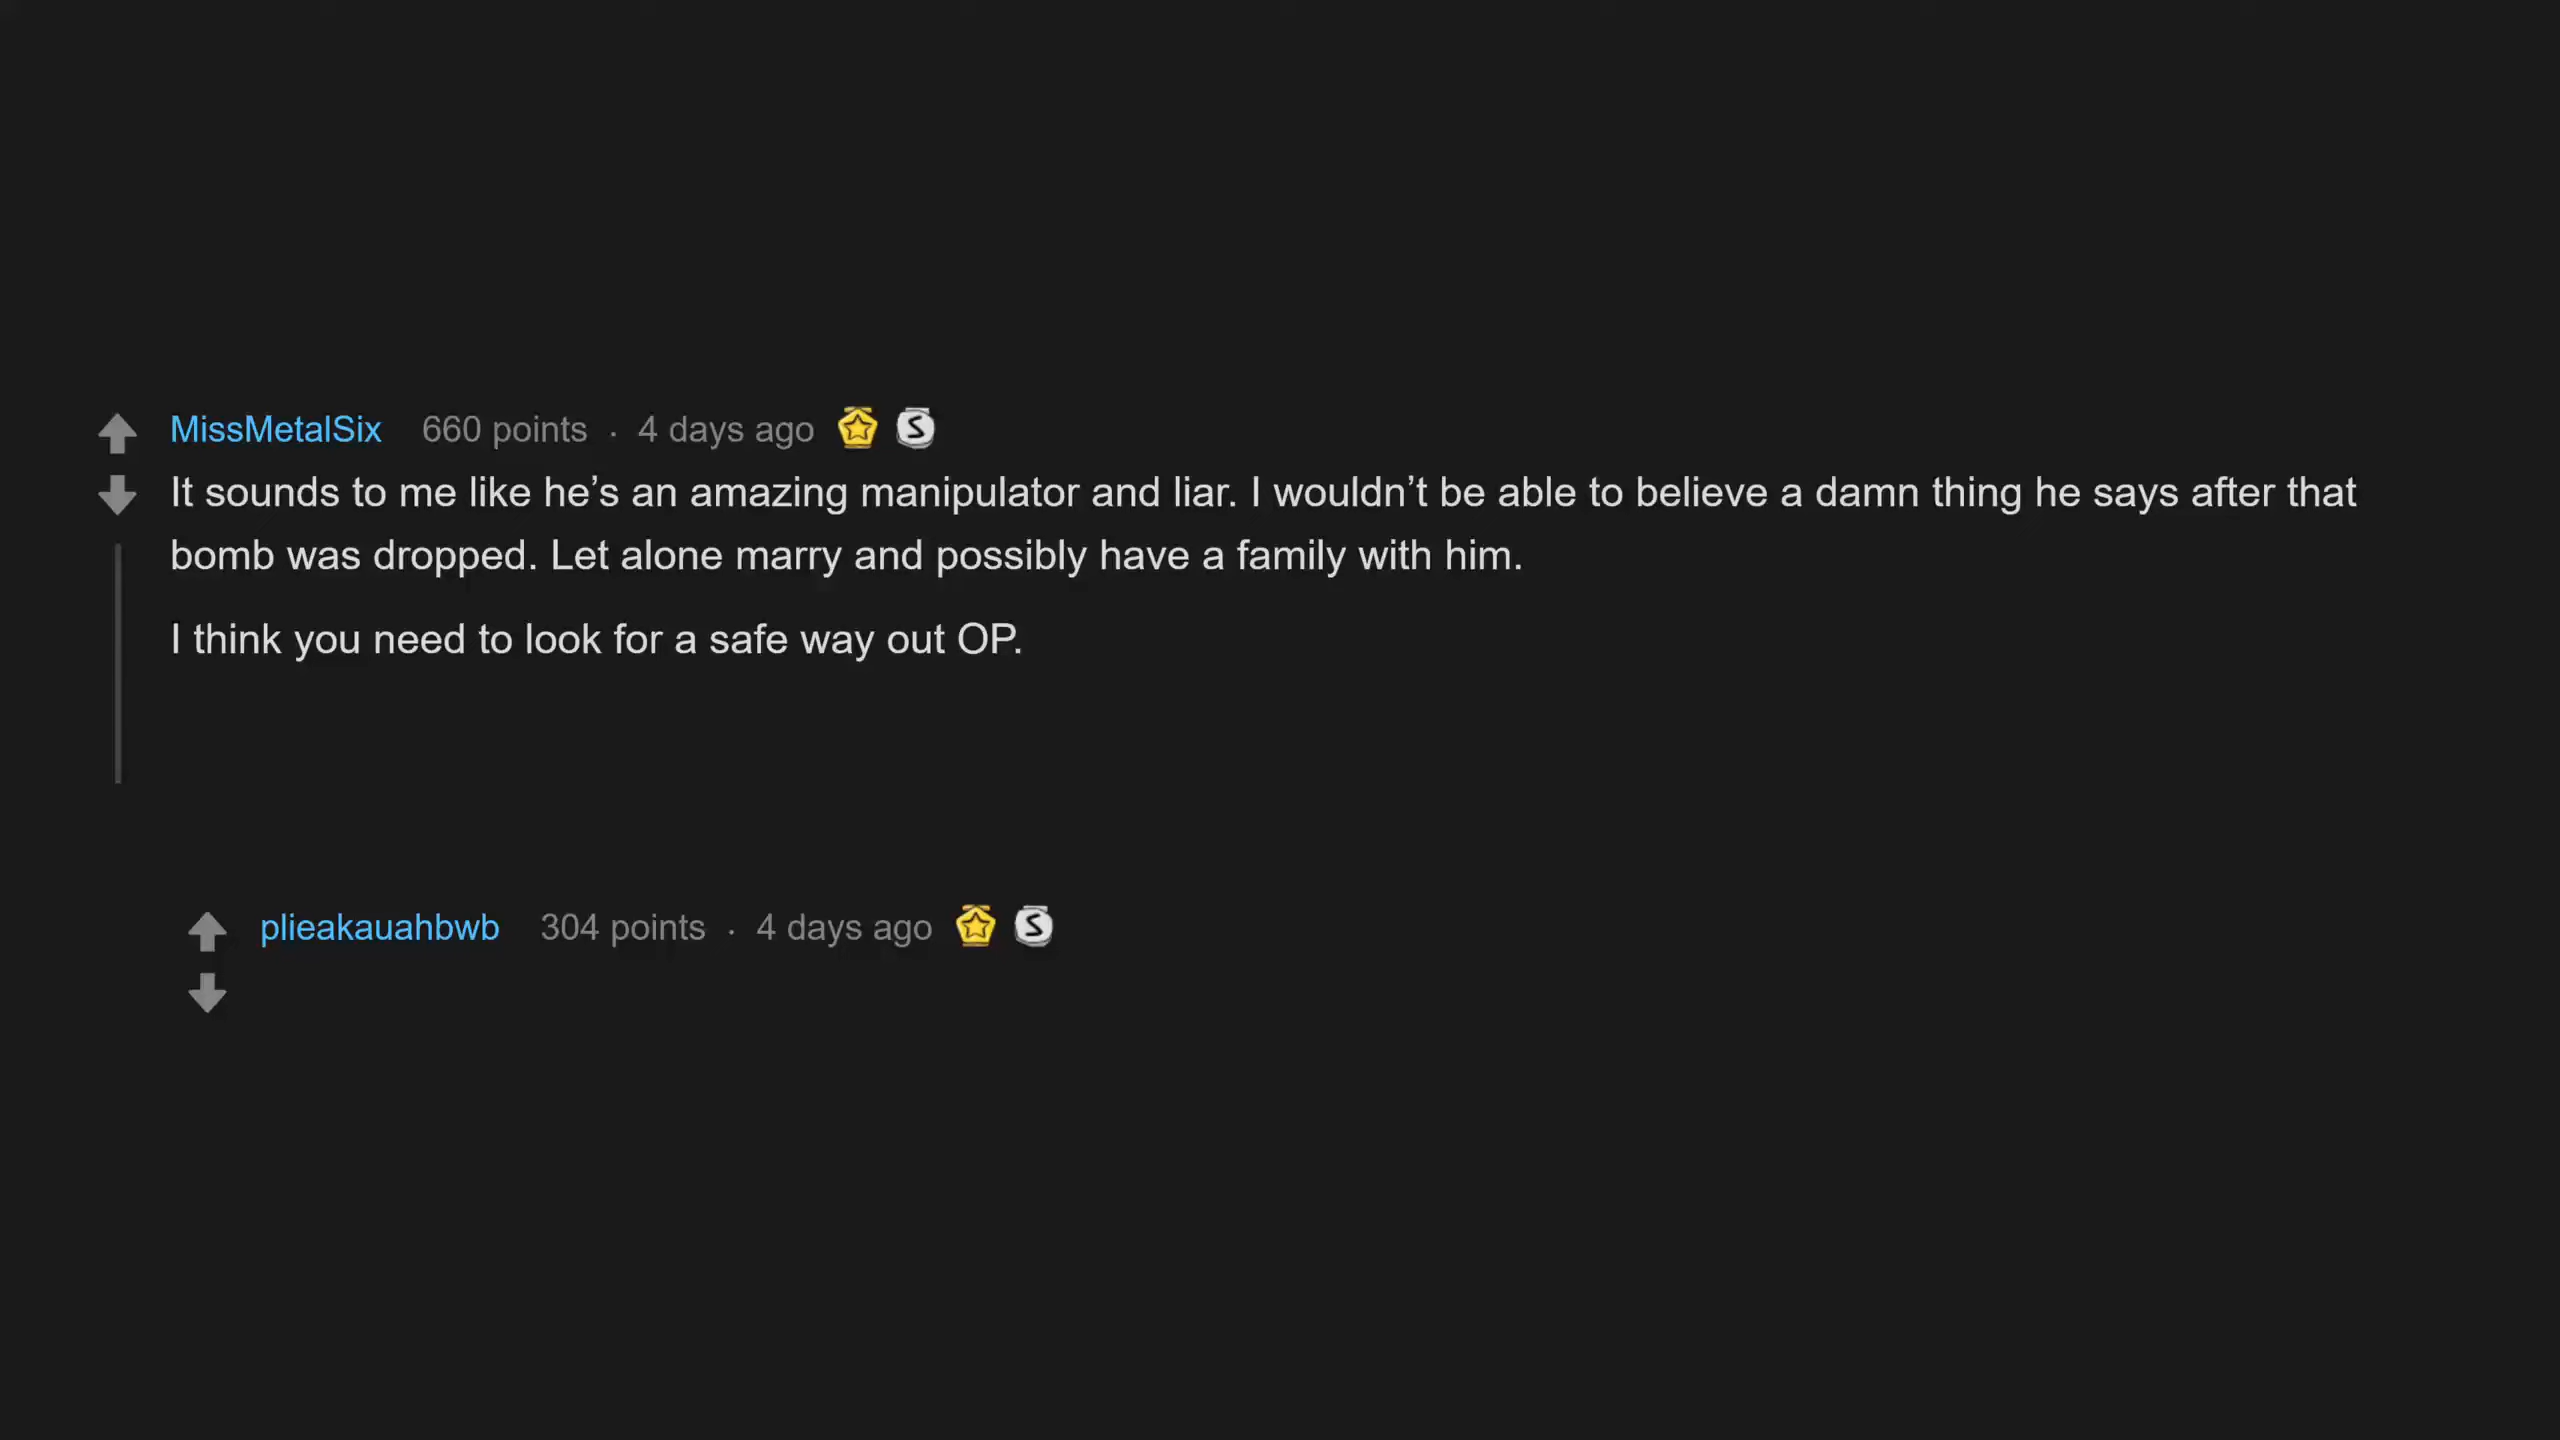 MissMetalSix 660 points · 4 days ago S
It sounds to me like he’s an amazing manipulator and liar. I wouldn’t be able to believe a damn thing he says after that
bomb was dropped. Let alone marry and possibly have a family with him.
I think you need to look for a safe way out OP.
plieakauahbwb 304 points · 4 days ago S